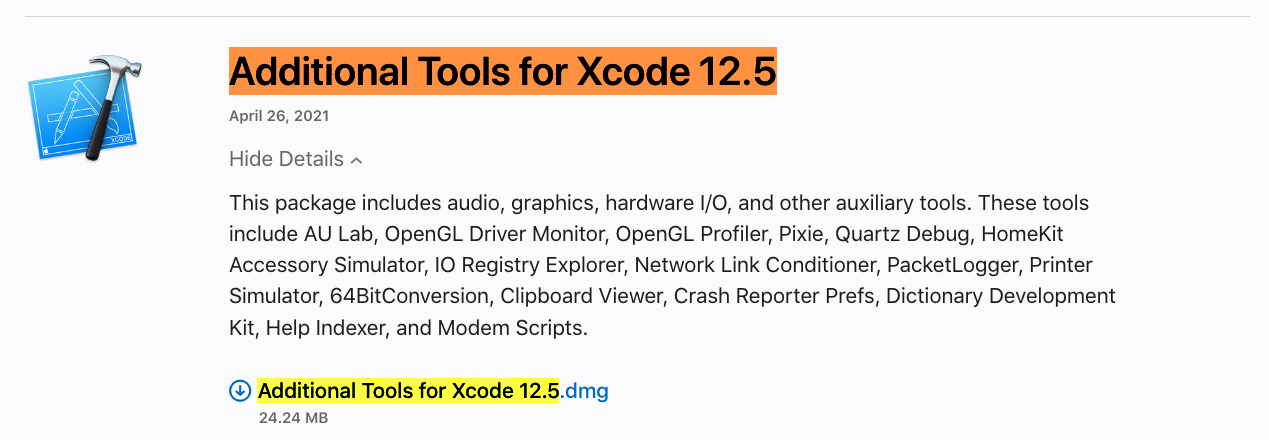 XCODE
Additional Tools for Xcode 12.5
April 26, 2021
Hide Details
This package includes audio, graphics, hardware I/O, and other auxiliary tools. These tools
include AU Lab, OpenGL Driver Monitor, OpenGL Profiler, Pixie, Quartz Debug, HomeKit
Accessory Simulator, IO Registry Explorer, Network Link Conditioner, PacketLogger, Printer
Simulator, 64BitConversion, Clipboard Viewer, Crash Reporter Prefs, Dictionary Development
Kit, Help Indexer, and Modem Scripts.
Additional Tools for Xcode 12.5.dmg
24.24 MB